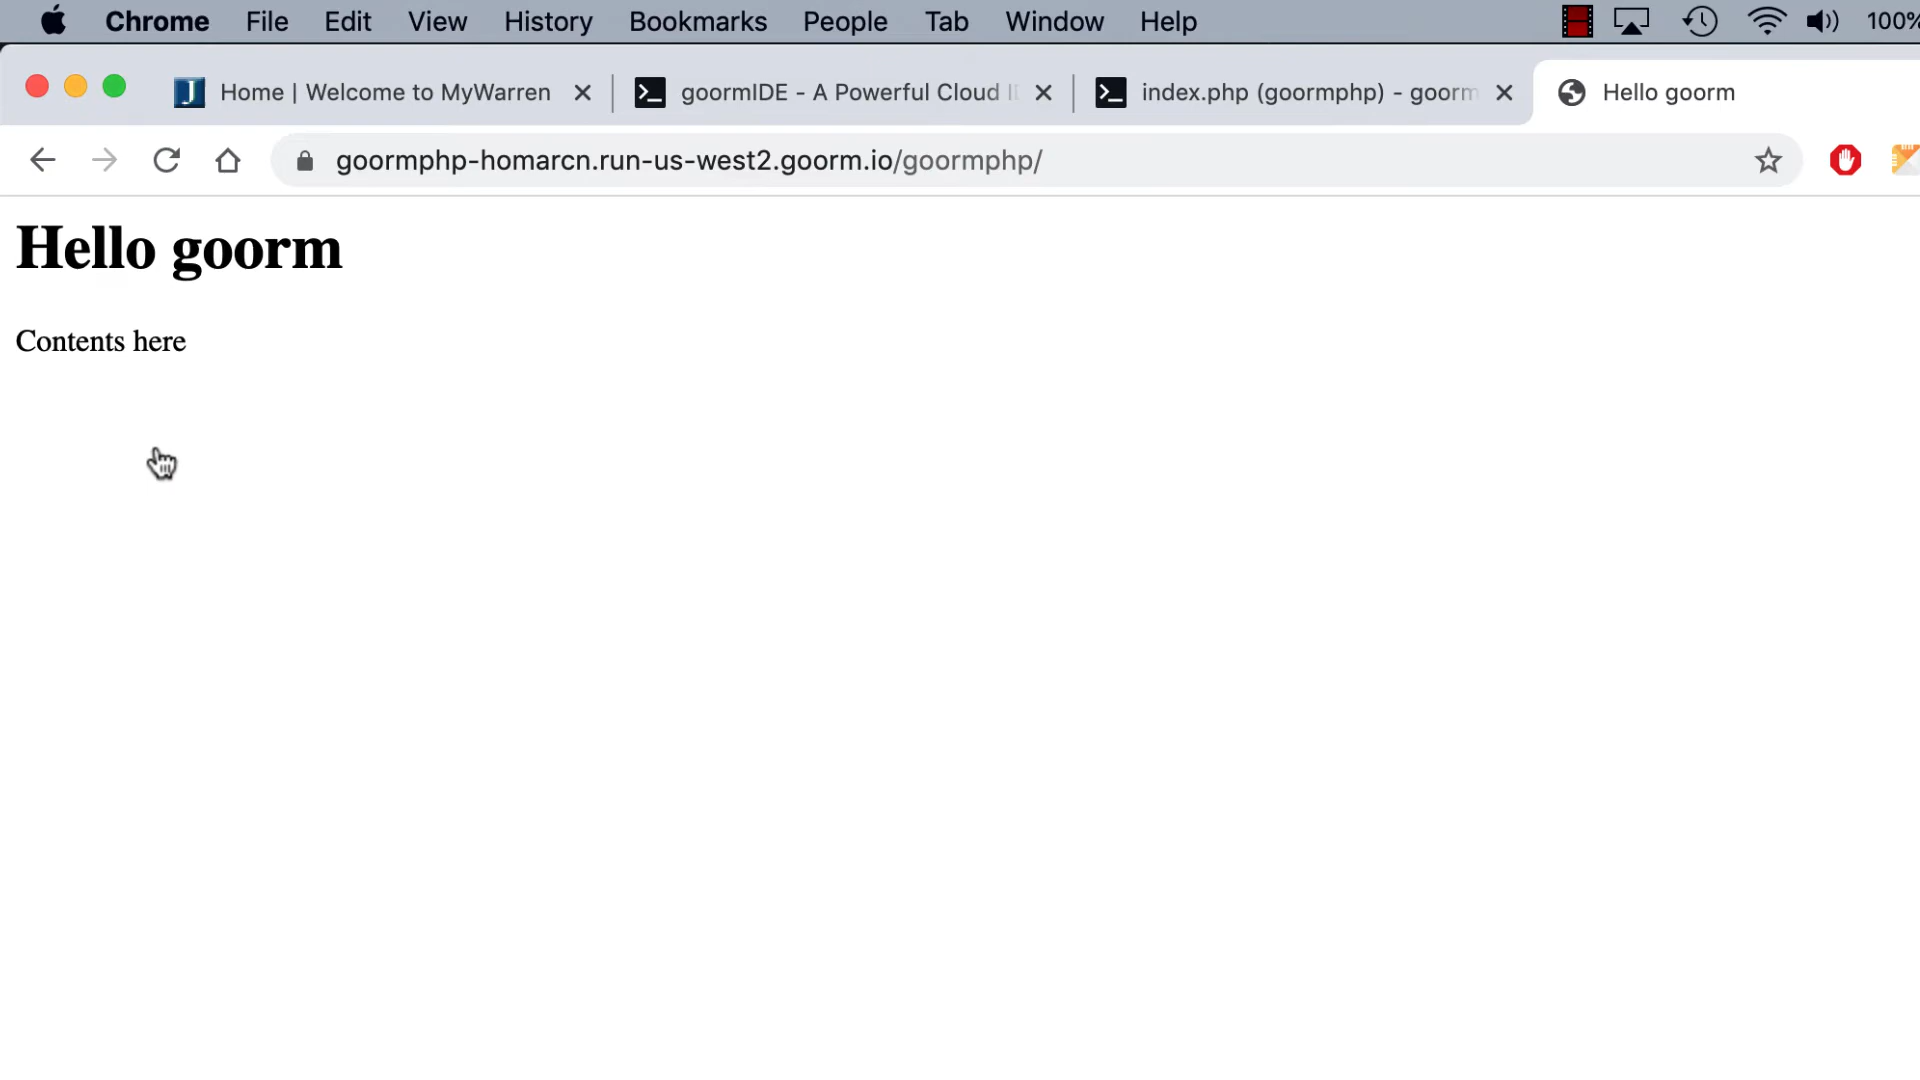 Chrome File Edit View History Bookmarks People Tab Window Help 100%
Home | Welcome to MyWarren goormIDE - A Powerful Cloud index.php (goormphp) - goorm Hello goorm
goormphp-homarcn.run-us-west2.goorm.io/goormphp/
Hello goorm
Contents here